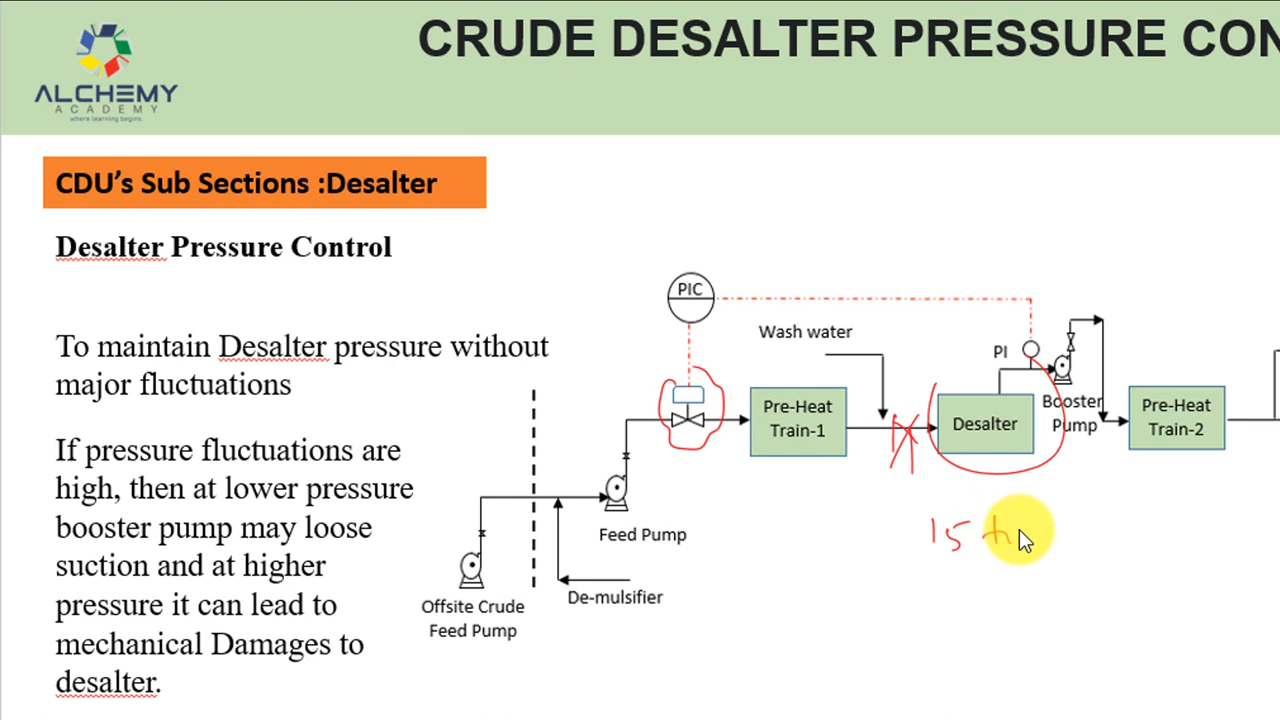 CRUDE DESALTER PRESSURE CON
ALCHEMY
ACADEMY
where learning begins.
CDU’s Sub Sections :Desalter
Desalter Pressure Control
To maintain Desalter pressure without
major fluctuations
If pressure fluctuations are
high, then at lower pressure
booster pump may loose
suction and at higher
pressure it can lead to
mechanical Damages to
desalter.
PIC
Wash water
PI
Pre-Heat
Train-1
Desalter
Booster
Pump
Pre-Heat
Train-2
Feed Pump
De-mulsifier
Offsite Crude
Feed Pump
15